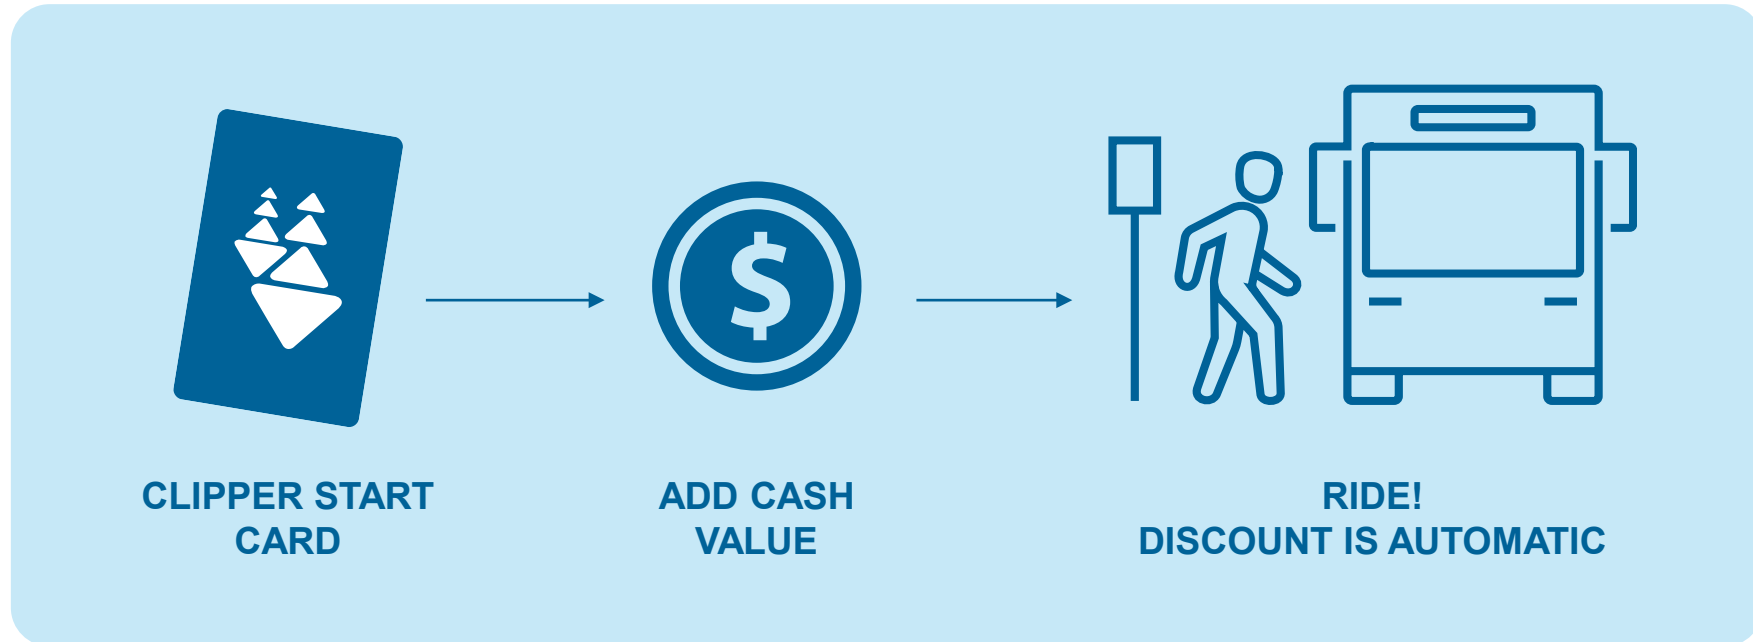 CLIPPER START
CARD
ADD CASH
VALUE
RIDE!
DISCOUNT IS AUTOMATIC